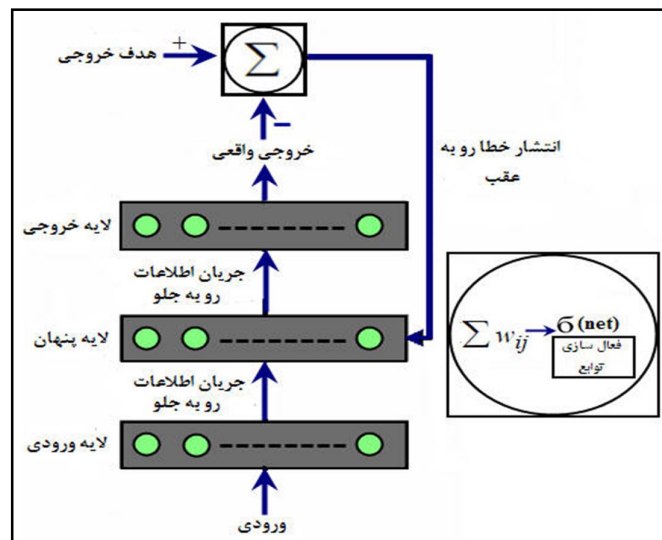 هدف خروجی
+
∑
−
خروجی واقعی
انتشار خطا رو به
عقب
لایه خروجی
جریان اطلاعات
رو به جلو
لایه پنهان
∑ wij
σ(net)
فعال سازی
توابع
جریان اطلاعات
رو به جلو
لایه ورودی
ورودی